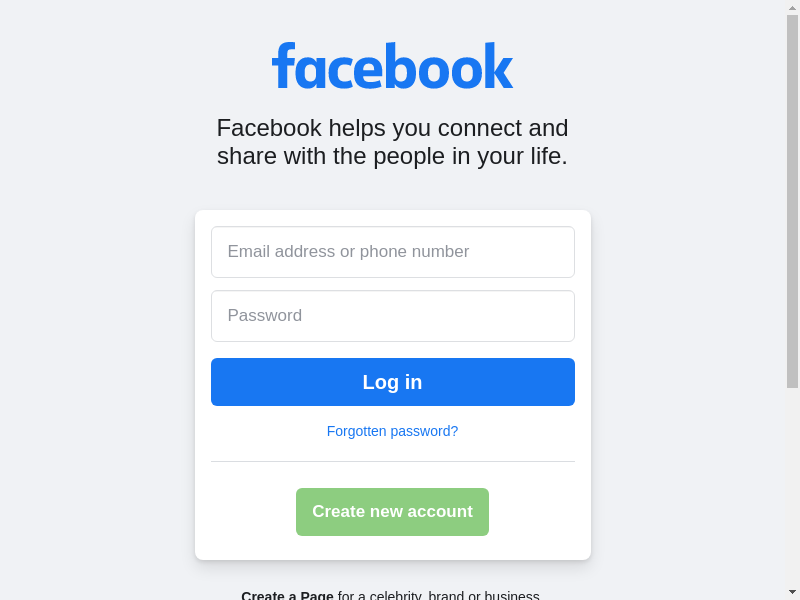 facebook
Facebook helps you connect and
share with the people in your life.
Email address or phone number
Password
Log in
Forgotten password?
Create new account
Create a Page for a celebrity, brand or business.